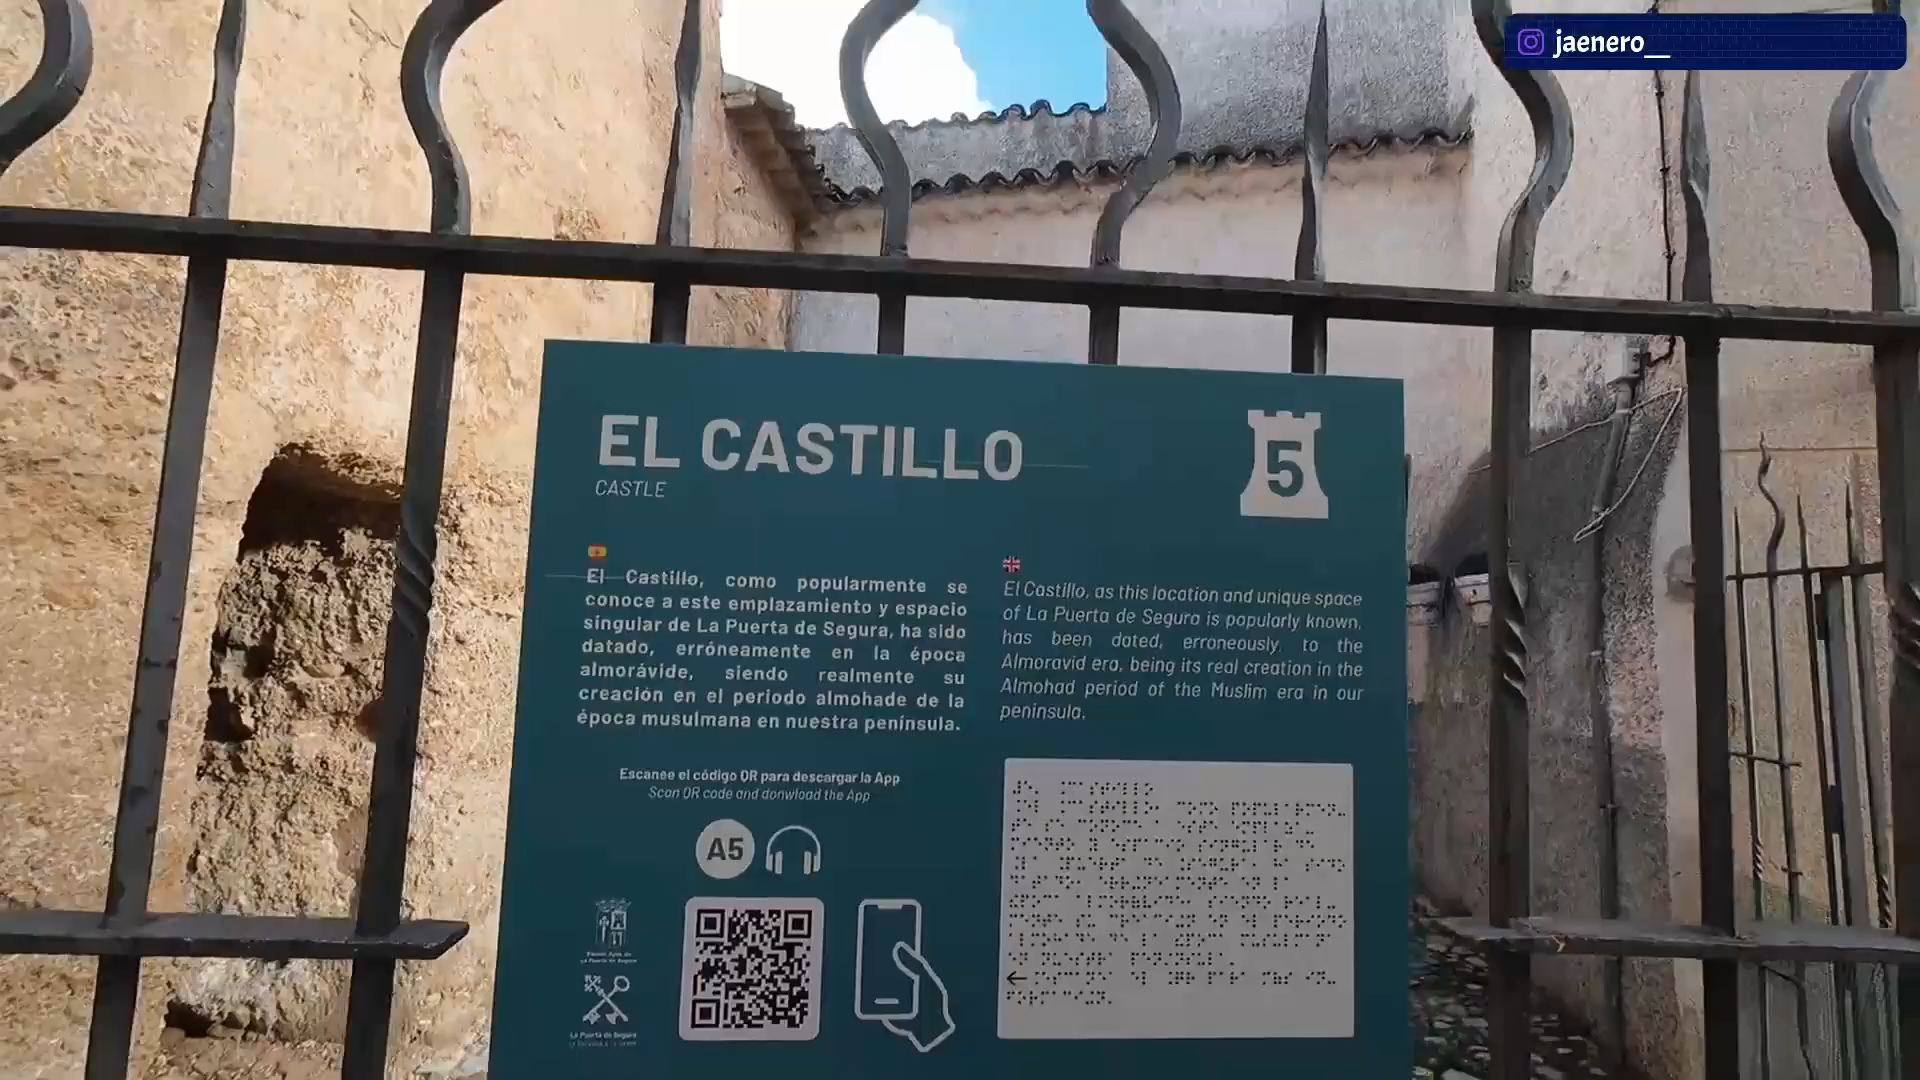 jaenero__
EL CASTILLO
CASTLE
5
El Castillo, como popularmente se
conoce a este emplazamiento y espacio
singular de La Puerta de Segura, ha sido
datado, erróneamente en la época
almorávide, siendo realmente su
creación en el periodo almohade de la
época musulmana en nuestra península.
El Castillo, as this location and unique space
of La Puerta de Segura is popularly known,
has been dated, erroneously, to the
Almoravid era, being its real creation in the
Almohad period of the Muslim era in our
peninsula.
Escanee el código QR para descargar la App
Scan QR code and donwload the App
A5
La Puerta de Segura
La Puerta de Segura